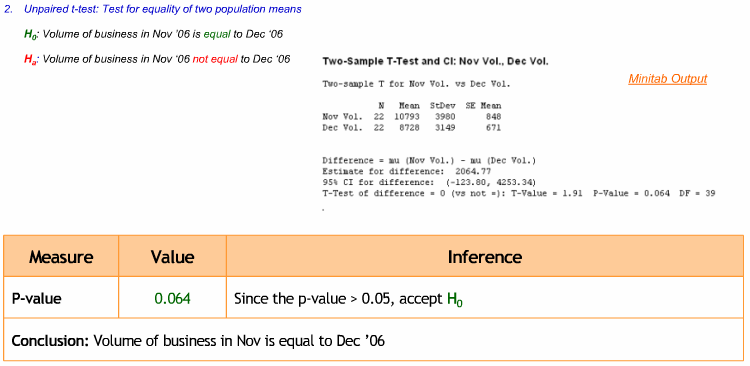 2. Unpaired t-test: Test for equality of two population means
H0: Volume of business in Nov '06 is equal to Dec '06
Ha: Volume of business in Nov '06 not equal to Dec '06
Two-Sample T-Test and CI: Nov Vol., Dec Vol.
Minitab Output
Two-sample T for Nov Vol. vs Dec Vol.
N Mean StDev SE Mean
Nov Vol. 22 10793 3980 848
Dec Vol. 22 8728 3149 671
Difference = mu (Nov Vol.) - mu (Dec Vol.)
Estimate for difference: 2064.77
95% CI for difference: (-123.80, 4253.34)
T-Test of difference = 0 (vs not =): T-Value = 1.91 P-Value = 0.064 DF = 39
Measure Value Inference
P-value 0.064 Since the p-value > 0.05, accept H0
Conclusion: Volume of business in Nov is equal to Dec ’06